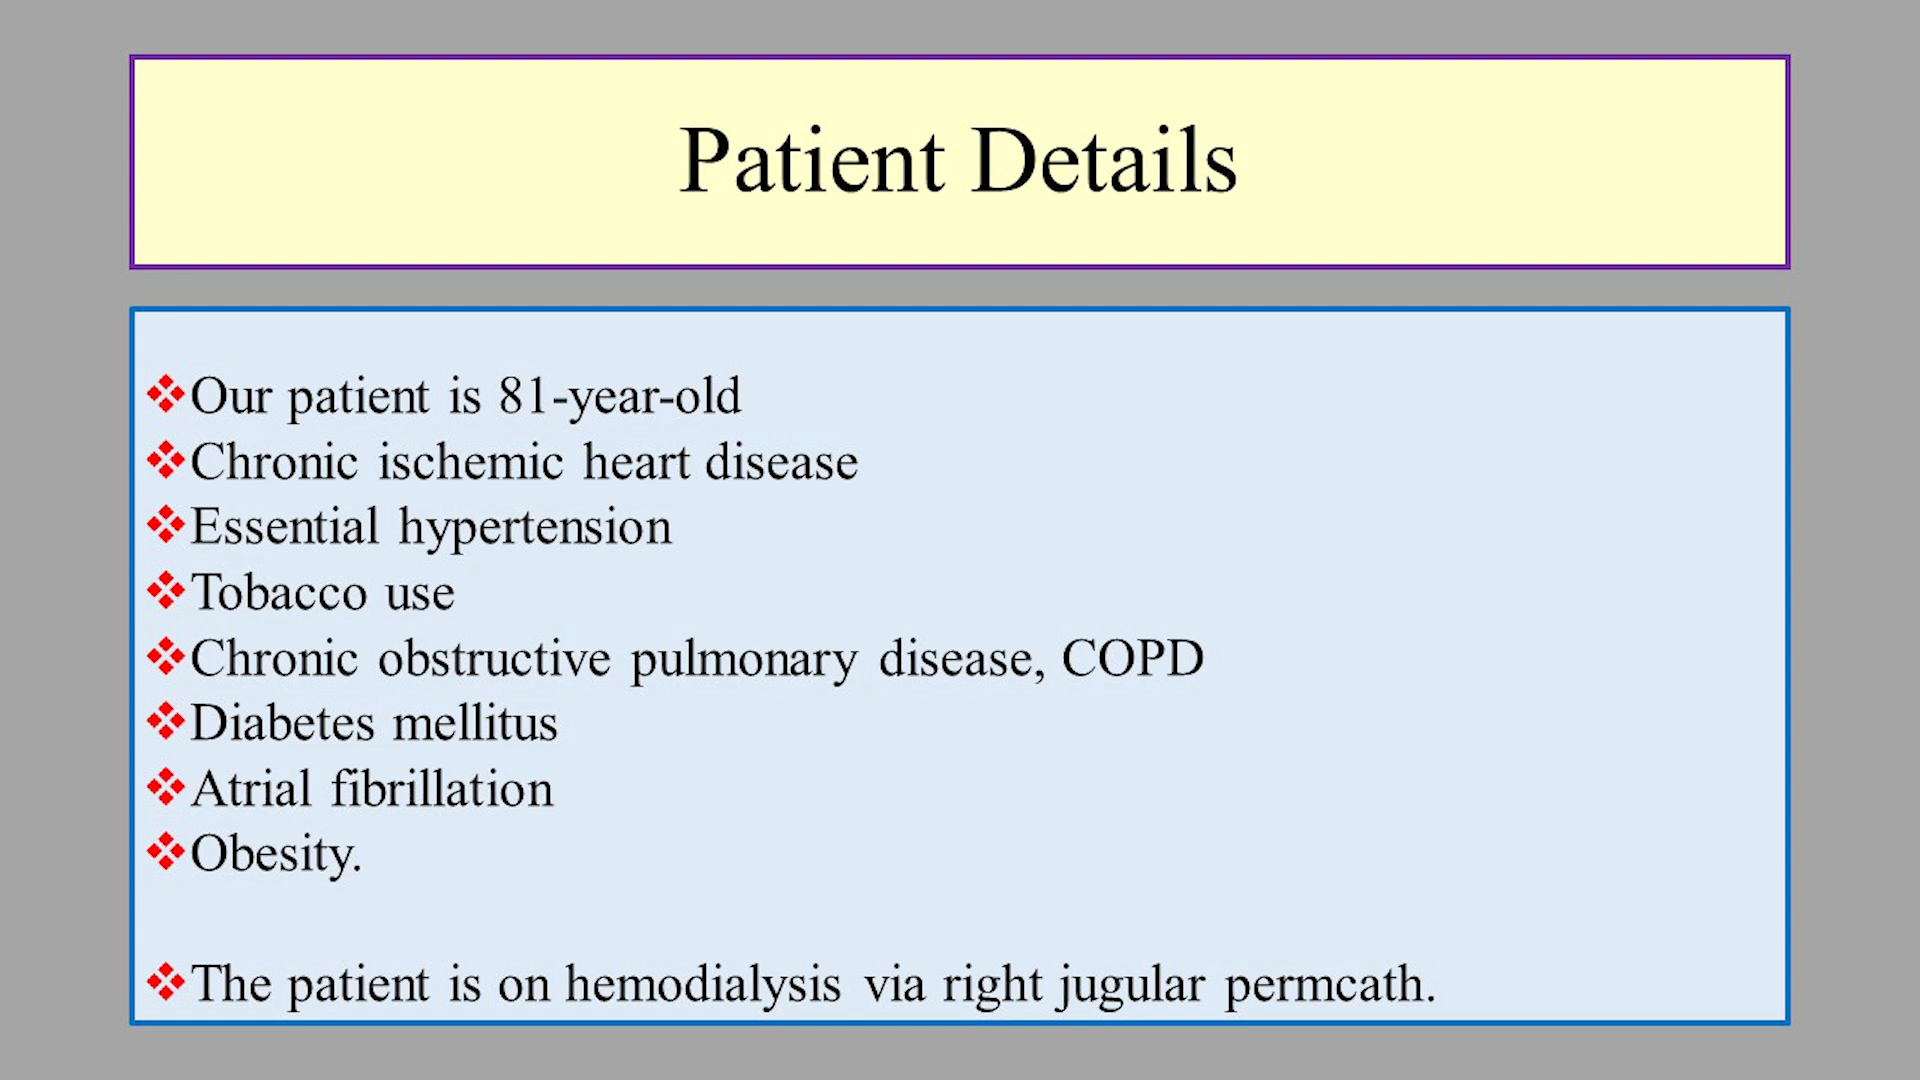 Patient Details
❖Our patient is 81-year-old
❖Chronic ischemic heart disease
❖Essential hypertension
❖Tobacco use
❖Chronic obstructive pulmonary disease, COPD
❖Diabetes mellitus
❖Atrial fibrillation
❖Obesity.
❖The patient is on hemodialysis via right jugular permcath.